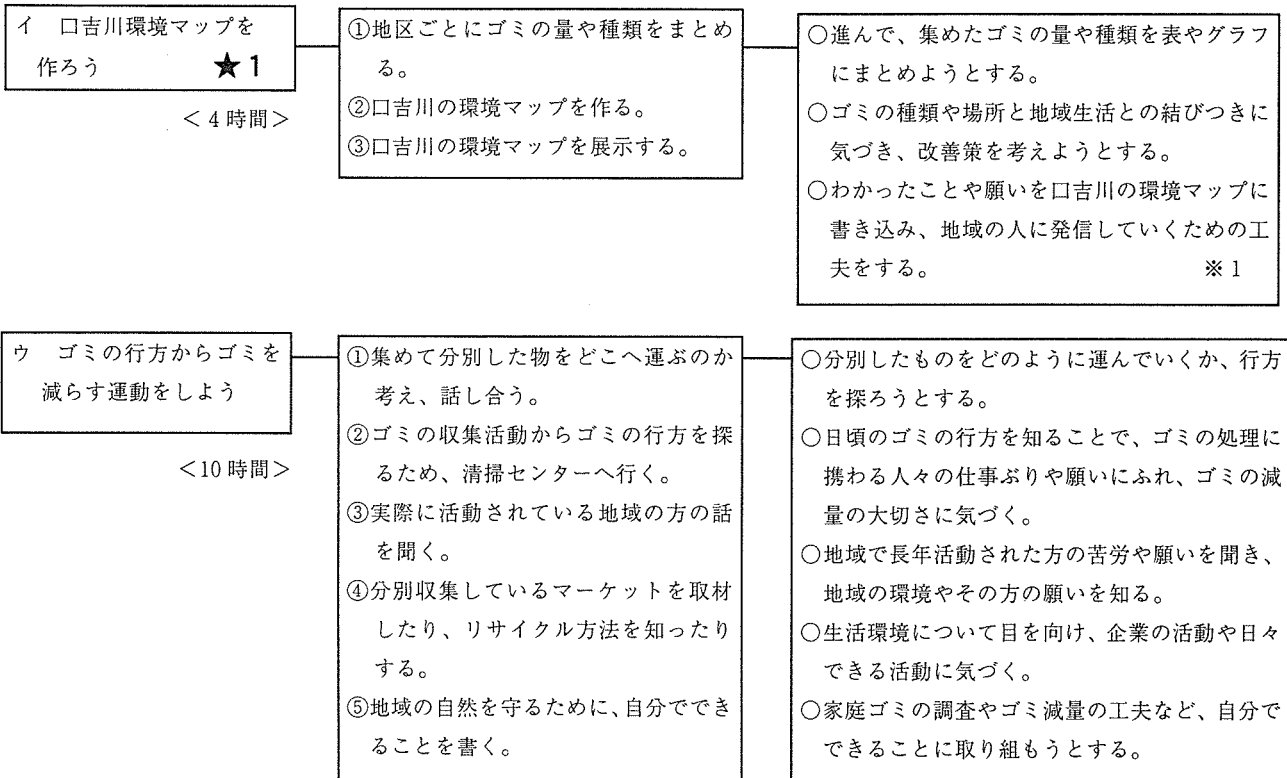 イ　口吉川環境マップを
作ろう　★1
＜4時間＞
①地区ごとにゴミの量や種類をまとめ
る。
②口吉川の環境マップを作る。
③口吉川の環境マップを展示する。
○進んで、集めたゴミの量や種類を表やグラフ
にまとめようとする。
○ゴミの種類や場所と地域生活との結びつきに
気づき、改善策を考えようとする。
○わかったことや願いを口吉川の環境マップに
書き込み、地域の人に発信していくための工
夫をする。　※1
ウ　ゴミの行方からゴミを
減らす運動をしよう
＜10時間＞
①集めて分別した物をどこへ運ぶのか
考え、話し合う。
②ゴミの収集活動からゴミの行方を探
るため、清掃センターへ行く。
③実際に活動されている地域の方の話
を聞く。
④分別収集しているマーケットを取材
したり、リサイクル方法を知ったり
する。
⑤地域の自然を守るために、自分ででき
ることを書く。
○分別したものをどのように運んでいくか、行方
を探ろうとする。
○日頃のゴミの行方を知ることで、ゴミの処理に
携わる人々の仕事ぶりや願いにふれ、ゴミの減
量の大切さに気づく。
○地域で長年活動された方の苦労や願いを聞き、
地域の環境やその方の願いを知る。
○生活環境について目を向け、企業の活動や日々
できる活動に気づく。
○家庭ゴミの調査やゴミ減量の工夫など、自分で
できることに取り組もうとする。